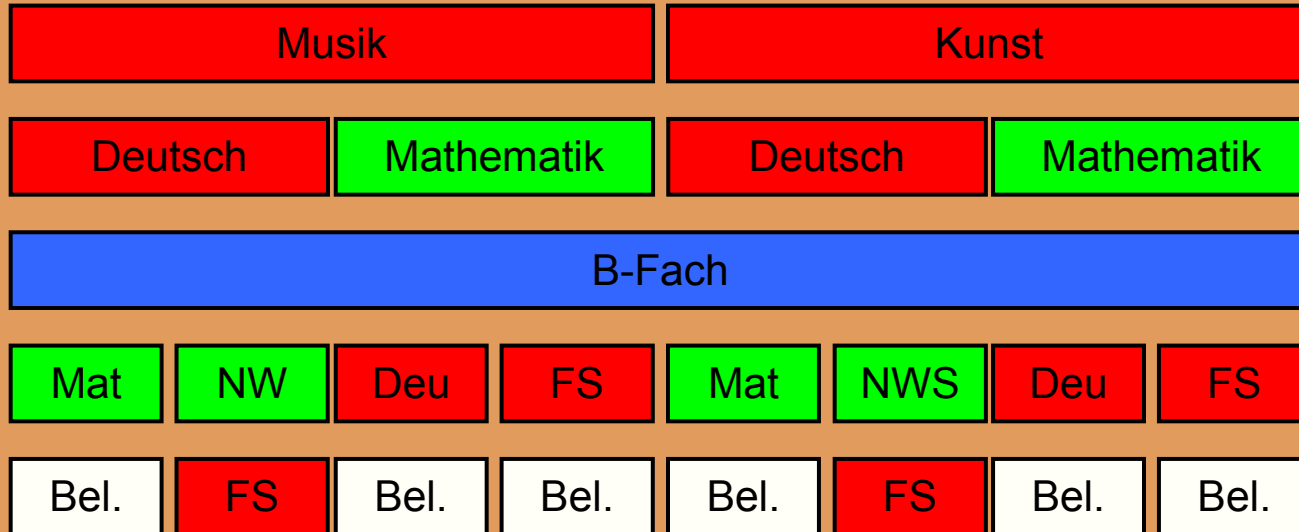 Musik Kunst
Deutsch Mathematik Deutsch Mathematik
B-Fach
Mat NW Deu FS Mat NWS Deu FS
Bel. FS Bel. Bel. Bel. FS Bel. Bel.